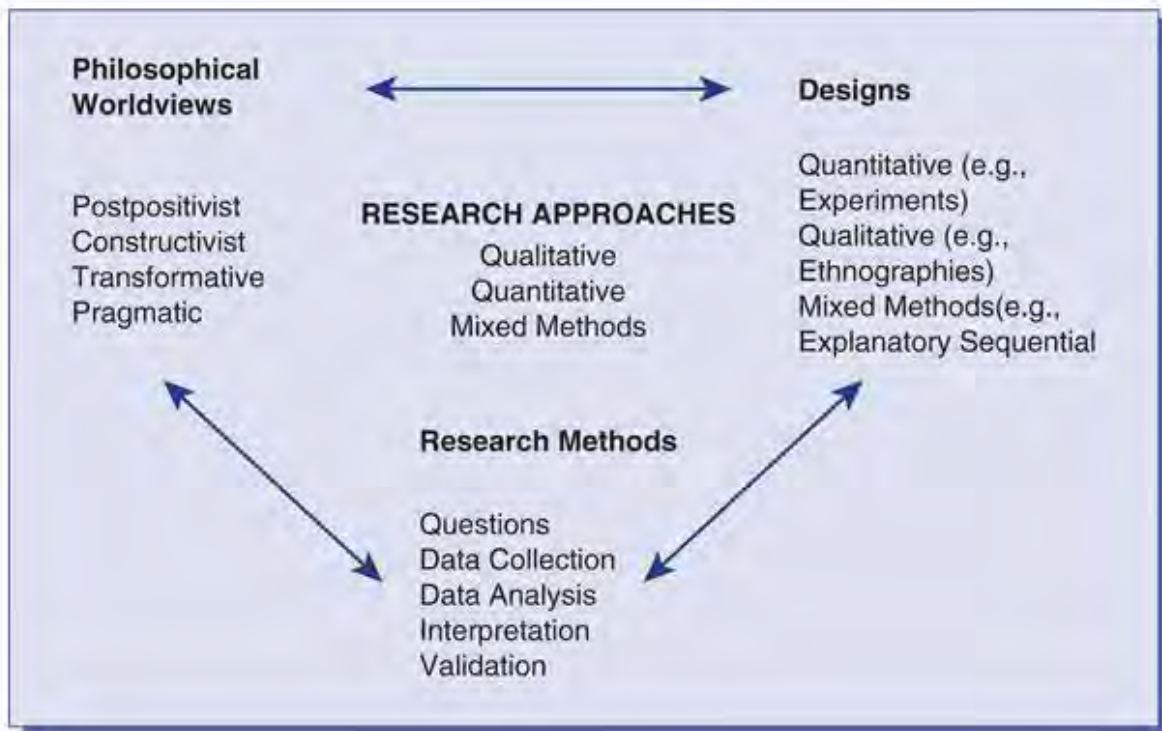 Philosophical
Worldviews
Postpositivist
Constructivist
Transformative
Pragmatic
RESEARCH APPROACHES
Qualitative
Quantitative
Mixed Methods
Designs
Quantitative (e.g.,
Experiments)
Qualitative (e.g.,
Ethnographies)
Mixed Methods(e.g.,
Explanatory Sequential
Research Methods
Questions
Data Collection
Data Analysis
Interpretation
Validation